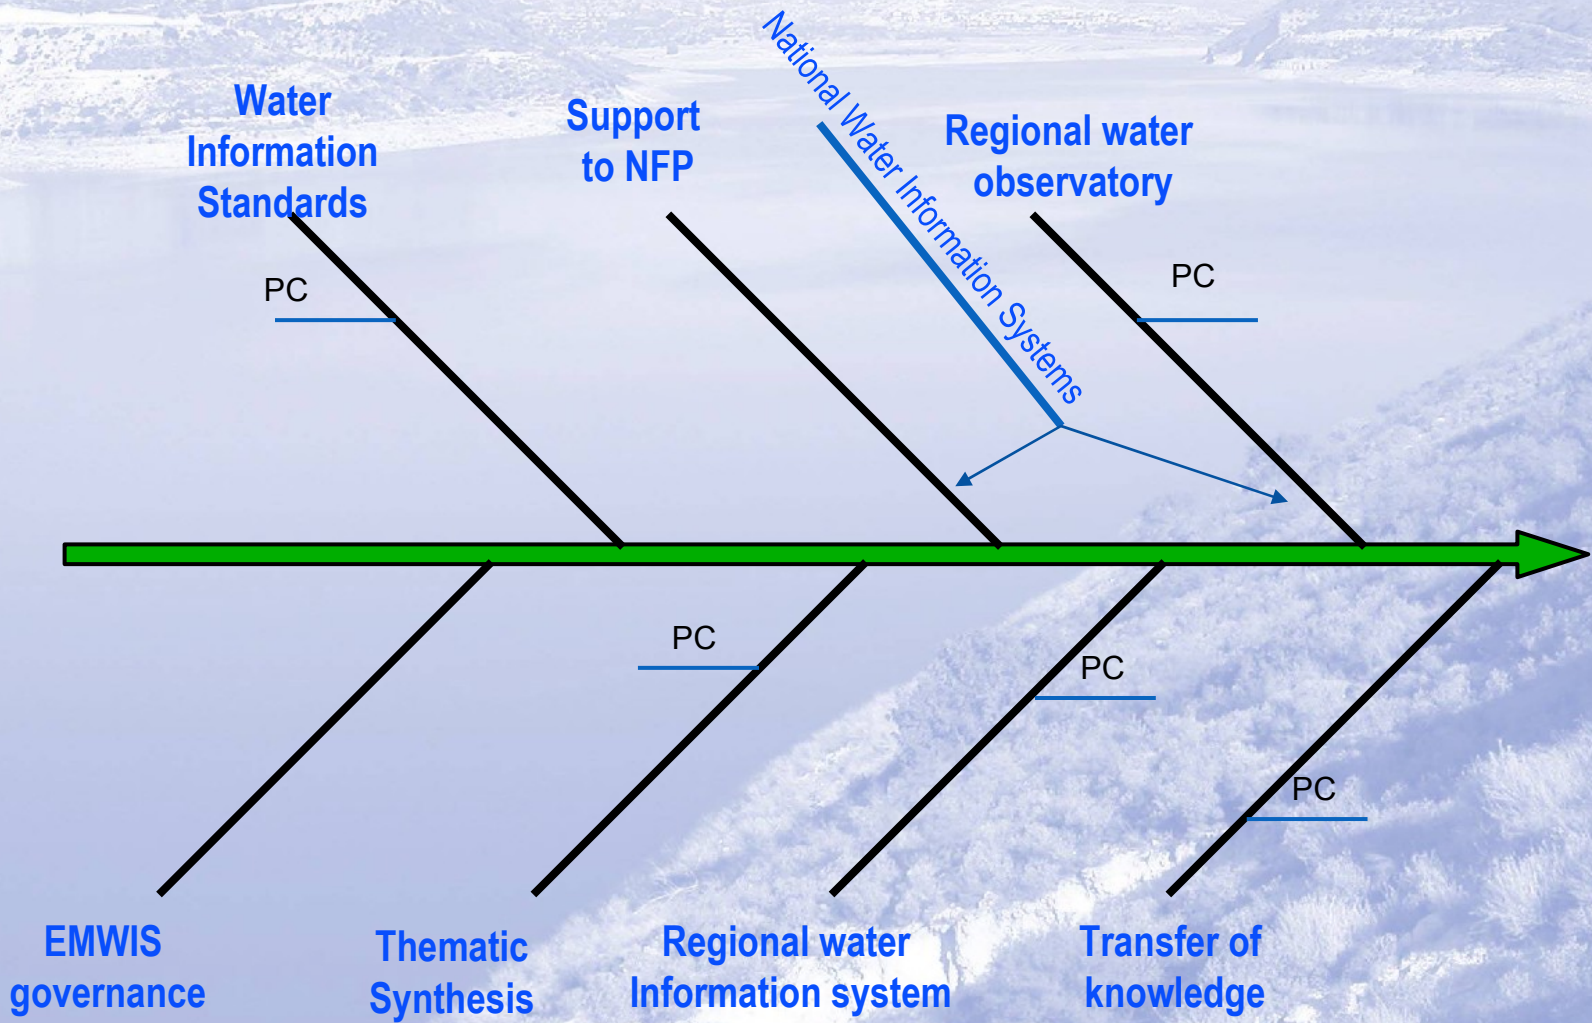 National Water Information Systems
Water
Information
Standards
Support
to NFP
Regional water
observatory
PC
PC
PC
PC
PC
EMWIS
governance
Thematic
Synthesis
Regional water
Information system
Transfer of
knowledge